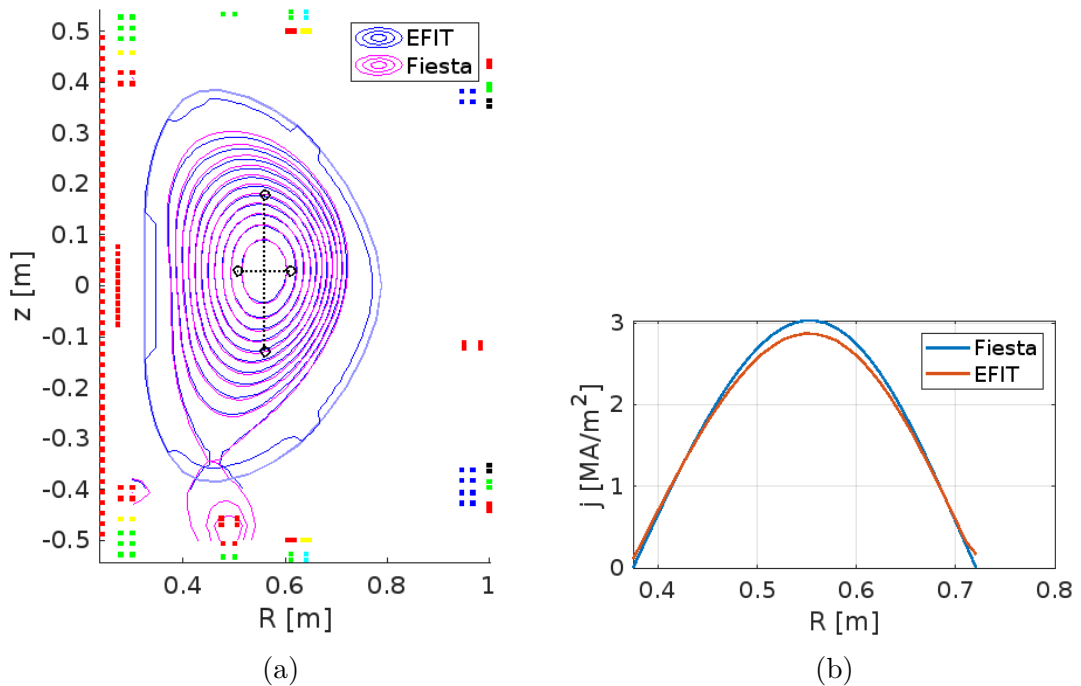 EFIT
Fiesta
z [m]
0.5
0.4
0.3
0.2
0.1
0
-0.1
-0.2
-0.3
-0.4
-0.5
0.4 0.6 0.8 1
R [m]
(a)
Fiesta
EFIT
j [MA/m²]
3
2
1
0
0.4 0.5 0.6 0.7 0.8
R [m]
(b)